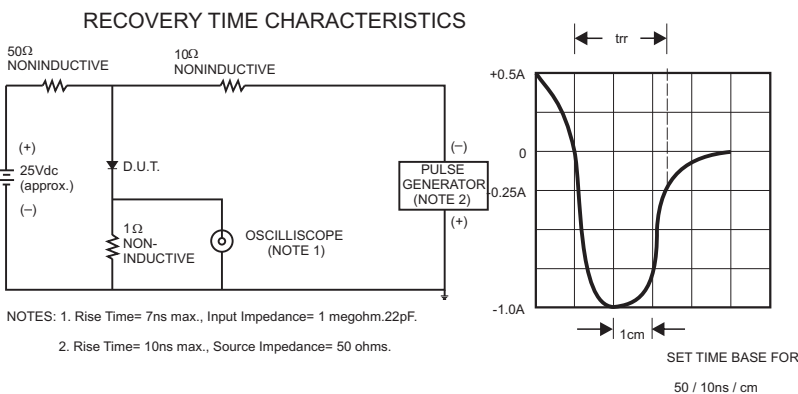 RECOVERY TIME CHARACTERISTICS
50Ω
NONINDUCTIVE
10Ω
NONINDUCTIVE
(+)
25Vdc
(approx.)
(–)
D.U.T.
1Ω
NON-
INDUCTIVE
OSCILLISCOPE
(NOTE 1)
(–)
PULSE
GENERATOR
(NOTE 2)
(+)
trr
+0.5A
0
-0.25A
-1.0A
1cm
SET TIME BASE FOR
50 / 10ns / cm
NOTES: 1. Rise Time= 7ns max., Input Impedance= 1 megohm.22pF.
2. Rise Time= 10ns max., Source Impedance= 50 ohms.